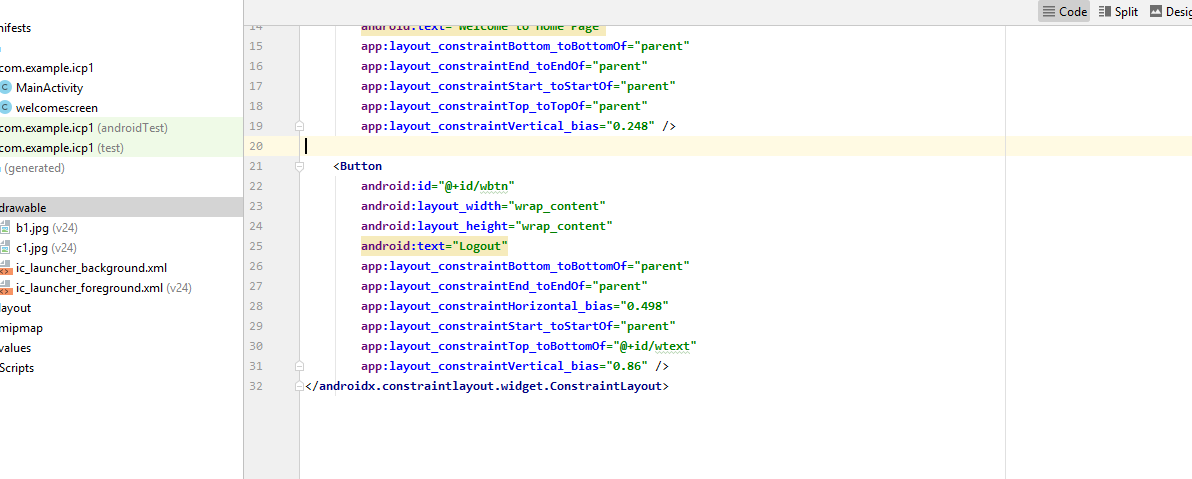 Code Split Desig
nifests
com.example.icp1
MainActivity
welcomescreen
com.example.icp1 (androidTest)
com.example.icp1 (test)
(generated)
drawable
b1.jpg (v24)
c1.jpg (v24)
ic_launcher_background.xml
ic_launcher_foreground.xml (v24)
layout
mipmap
values
Scripts
14 android:text="Welcome to Home Page"
15 app:layout_constraintBottom_toBottomOf="parent"
16 app:layout_constraintEnd_toEndOf="parent"
17 app:layout_constraintStart_toStartOf="parent"
18 app:layout_constraintTop_toTopOf="parent"
19 app:layout_constraintVertical_bias="0.248" />
20
21 <Button
22 android:id="@+id/wbtn"
23 android:layout_width="wrap_content"
24 android:layout_height="wrap_content"
25 android:text="Logout"
26 app:layout_constraintBottom_toBottomOf="parent"
27 app:layout_constraintEnd_toEndOf="parent"
28 app:layout_constraintHorizontal_bias="0.498"
29 app:layout_constraintStart_toStartOf="parent"
30 app:layout_constraintTop_toBottomOf="@+id/wtext"
31 app:layout_constraintVertical_bias="0.86" />
32 </androidx.constraintlayout.widget.ConstraintLayout>